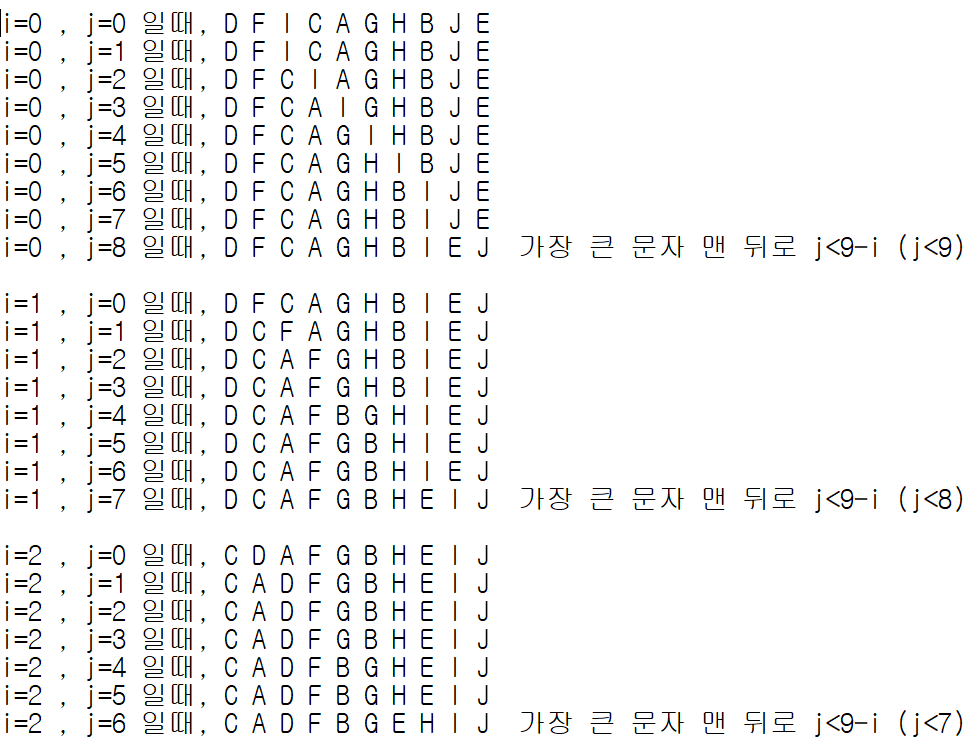 i=0 , j=0 일때, D F I C A G H B J E
i=0 , j=1 일때, D F I C A G H B J E
i=0 , j=2 일때, D F C I A G H B J E
i=0 , j=3 일때, D F C A I G H B J E
i=0 , j=4 일때, D F C A G I H B J E
i=0 , j=5 일때, D F C A G H I B J E
i=0 , j=6 일때, D F C A G H B I J E
i=0 , j=7 일때, D F C A G H B I J E
i=0 , j=8 일때, D F C A G H B I E J 가장 큰 문자 맨 뒤로 j<9-i (j<9)
i=1 , j=0 일때, D F C A G H B I E J
i=1 , j=1 일때, D C F A G H B I E J
i=1 , j=2 일때, D C A F G H B I E J
i=1 , j=3 일때, D C A F G H B I E J
i=1 , j=4 일때, D C A F B G H I E J
i=1 , j=5 일때, D C A F G B H I E J
i=1 , j=6 일때, D C A F G B H I E J
i=1 , j=7 일때, D C A F G B H E I J 가장 큰 문자 맨 뒤로 j<9-i (j<8)
i=2 , j=0 일때, C D A F G B H E I J
i=2 , j=1 일때, C A D F G B H E I J
i=2 , j=2 일때, C A D F G B H E I J
i=2 , j=3 일때, C A D F G B H E I J
i=2 , j=4 일때, C A D F B G H E I J
i=2 , j=5 일때, C A D F B G H E I J
i=2 , j=6 일때, C A D F B G E H I J 가장 큰 문자 맨 뒤로 j<9-i (j<7)